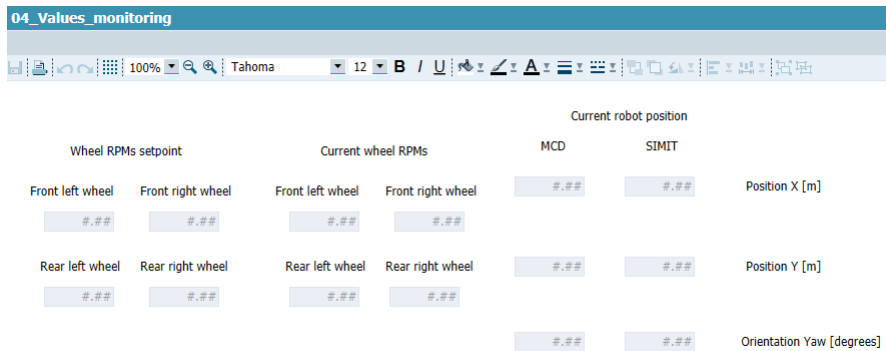 04_Values_monitoring
100% Tahoma 12 B I U A
Current robot position
Wheel RPMs setpoint Current wheel RPMs MCD SIMIT
Front left wheel Front right wheel Front left wheel Front right wheel #.## #.## Position X [m]
#.## #.## #.## #.##
Rear left wheel Rear right wheel Rear left wheel Rear right wheel #.## #.## Position Y [m]
#.## #.## #.## #.##
#.## #.## Orientation Yaw [degrees]